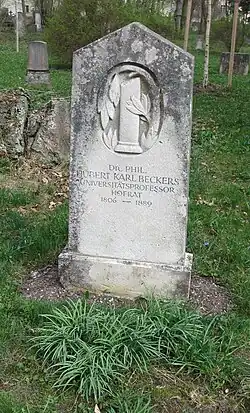 DR. PHIL.
HUBERT KARL BECKERS
UNIVERSITÄTSPROFESSOR
HOFRAT
1806 — 1889